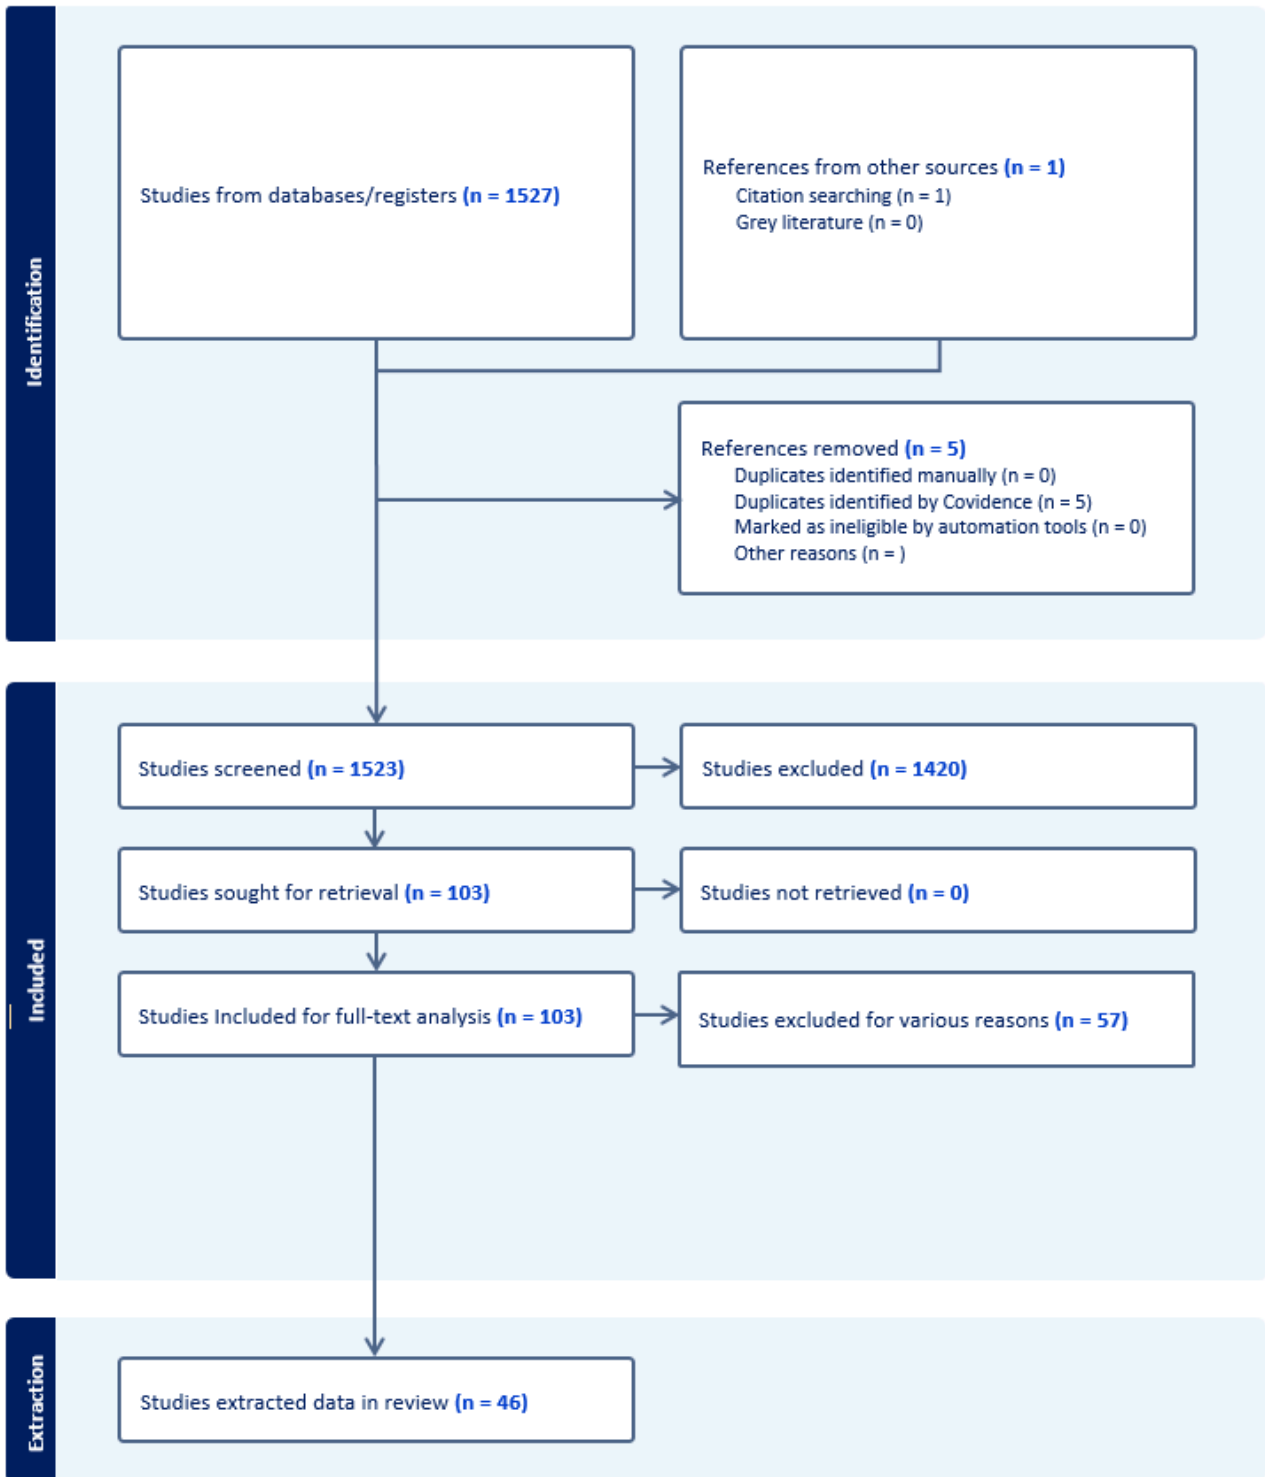 Identification
Studies from databases/registers (n = 1527)
References from other sources (n = 1)
Citation searching (n = 1)
Grey literature (n = 0)
References removed (n = 5)
Duplicates identified manually (n = 0)
Duplicates identified by Covidence (n = 5)
Marked as ineligible by automation tools (n = 0)
Other reasons (n = )
Included
Studies screened (n = 1523)
Studies excluded (n = 1420)
Studies sought for retrieval (n = 103)
Studies not retrieved (n = 0)
Studies Included for full-text analysis (n = 103)
Studies excluded for various reasons (n = 57)
Extraction
Studies extracted data in review (n = 46)